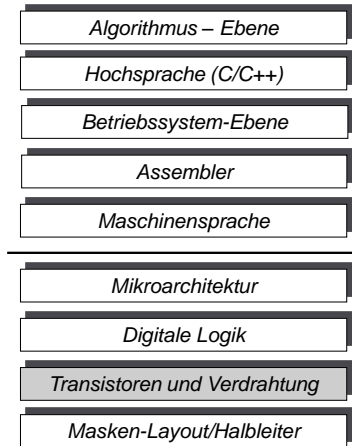 Algorithmus – Ebene
Hochsprache (C/C++)
Betriebssystem-Ebene
Assembler
Maschinensprache
Mikroarchitektur
Digitale Logik
Transistoren und Verdrahtung
Masken-Layout/Halbleiter